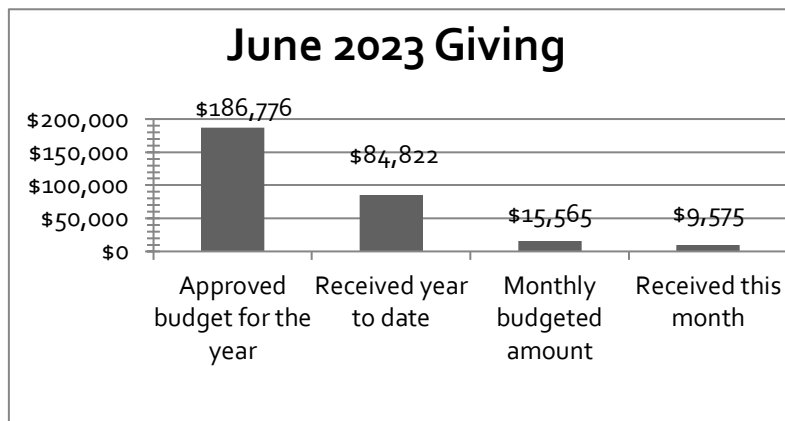 June 2023 Giving
$200,000
$150,000
$100,000
$50,000
$0
$186,776
$84,822
$15,565
$9,575
Approved
budget for the
year
Received year
to date
Monthly
budgeted
amount
Received this
month